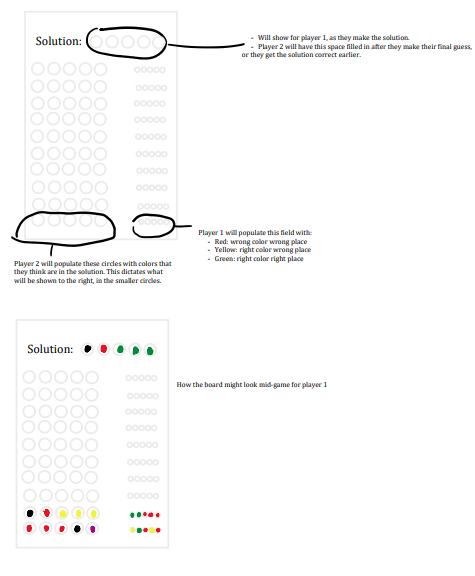 Solution:
- Will show for player 1, as they make the solution.
- Player 2 will have this space filled in after they make their final guess,
or they get the solution correct earlier.
Player 1 will populate this field with:
- Red: wrong color wrong place
- Yellow: right color wrong place
- Green: right color right place
Player 2 will populate these circles with colors that
they think are in the solution. This dictates what
will be shown to the right, in the smaller circles.
Solution:
How the board might look mid-game for player 1